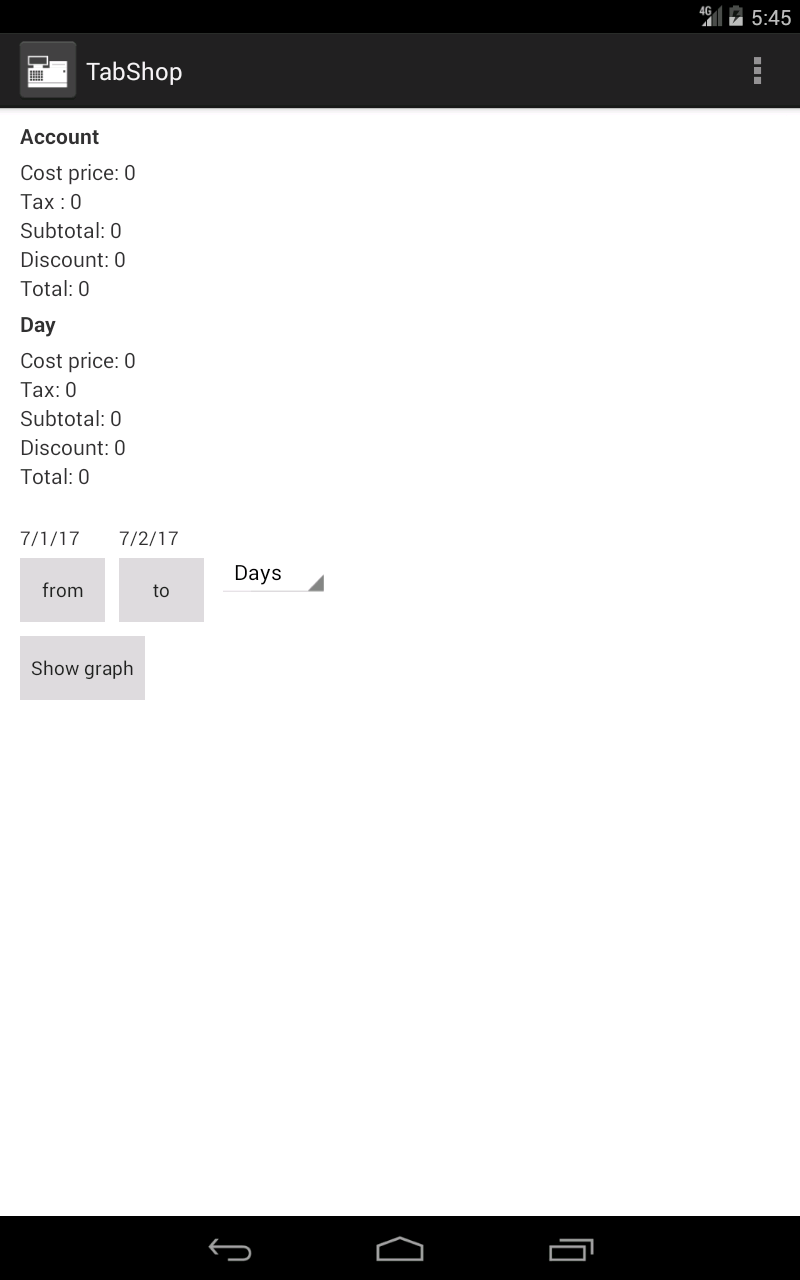 4G 5:45
TabShop
Account
Cost price: 0
Tax : 0
Subtotal: 0
Discount: 0
Total: 0
Day
Cost price: 0
Tax: 0
Subtotal: 0
Discount: 0
Total: 0
7/1/17 7/2/17
from to Days
Show graph